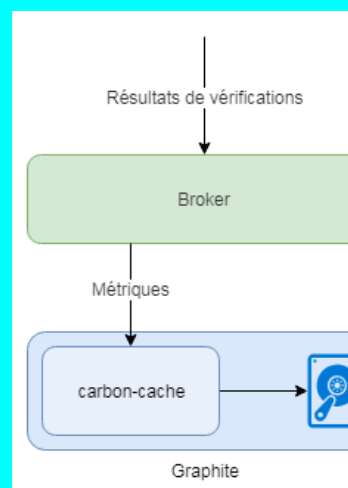 Résultats de vérifications
Broker
Métriques
carbon-cache
Graphite